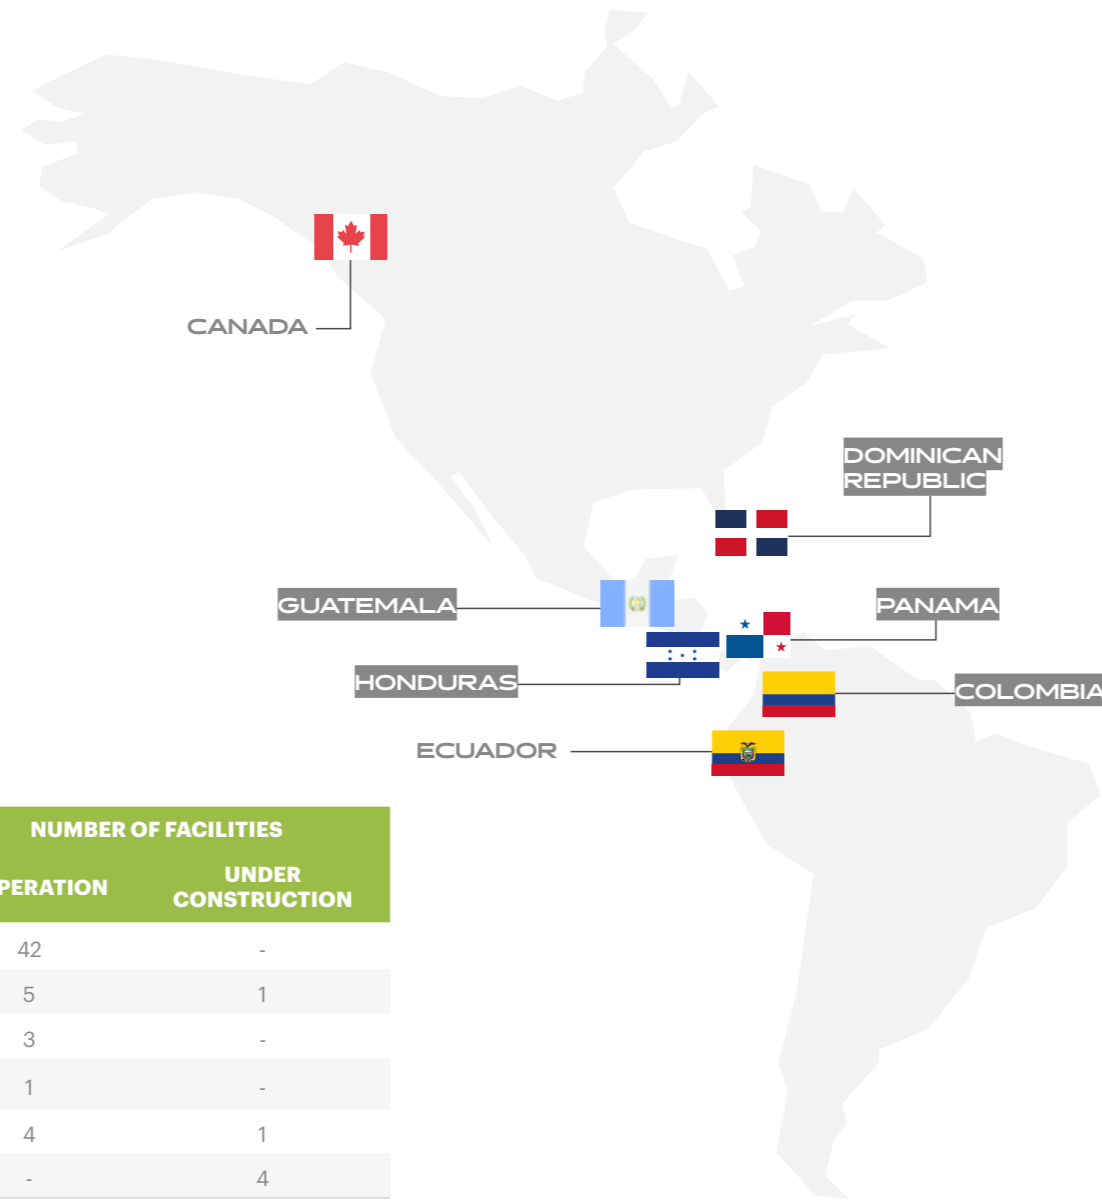 CANADA
DOMINICAN
REPUBLIC
GUATEMALA
PANAMA
HONDURAS
COLOMBIA
ECUADOR
NUMBER OF FACILITIES
PERATION
UNDER
CONSTRUCTION
42 -
5 1
3 -
1 -
4 1
- 4